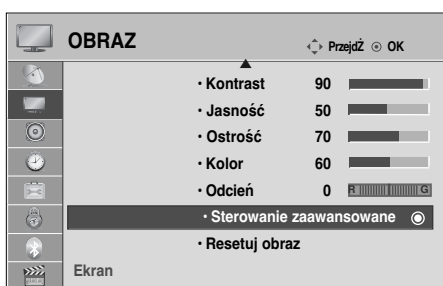 OBRAZ PrzejdŹ OK
• Kontrast 90
• Jasność 50
• Ostrość 70
• Kolor 60
• Odcień 0 R G
• Sterowanie zaawansowane
• Resetuj obraz
Ekran